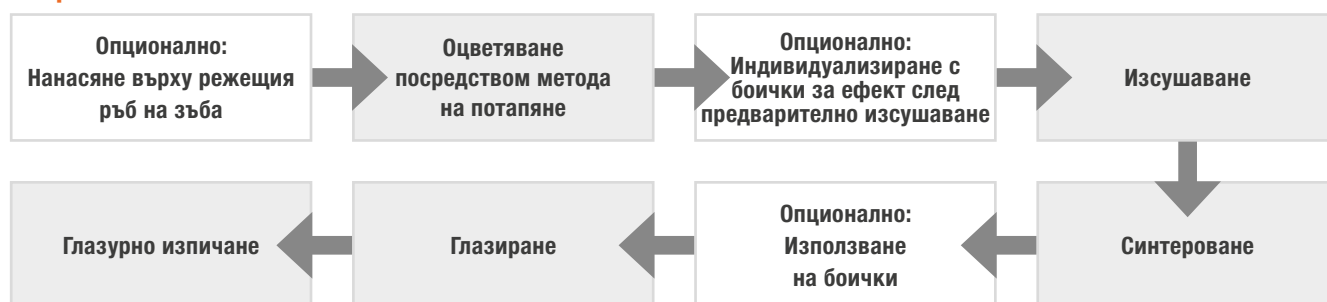 Опционално:
Нанасяне върху режещия
ръб на зъба
Оцветяване
посредством метода
на потапяне
Опционално:
Индивидуализиране с
боички за ефект след
предварително изсушаване
Изсушаване
Синтероване
Опционално:
Използване
на боички
Глазиране
Глазурно изпичане